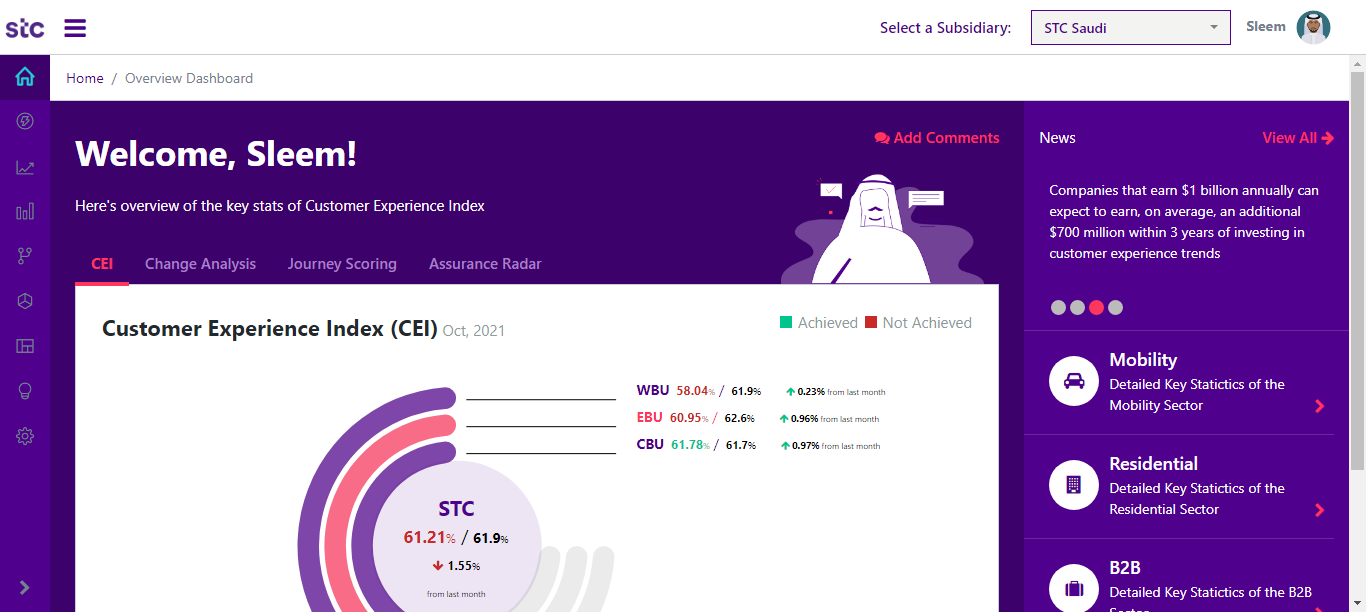 stc
Select a Subsidiary:
STC Saudi
Sleem
Home / Overview Dashboard
Welcome, Sleem!
Add Comments
Here's overview of the key stats of Customer Experience Index
CEI
Change Analysis
Journey Scoring
Assurance Radar
Customer Experience Index (CEI) Oct, 2021
Achieved
Not Achieved
WBU 58.04% / 61.9% 0.23% from last month
EBU 60.95% / 62.6% 0.96% from last month
CBU 61.78% / 61.7% 0.97% from last month
STC
61.21% / 61.9%
1.55%
from last month
News
View All
Companies that earn $1 billion annually can
expect to earn, on average, an additional
$700 million within 3 years of investing in
customer experience trends
Mobility
Detailed Key Statictics of the
Mobility Sector
Residential
Detailed Key Statictics of the
Residential Sector
B2B
Detailed Key Statictics of the B2B
Sector